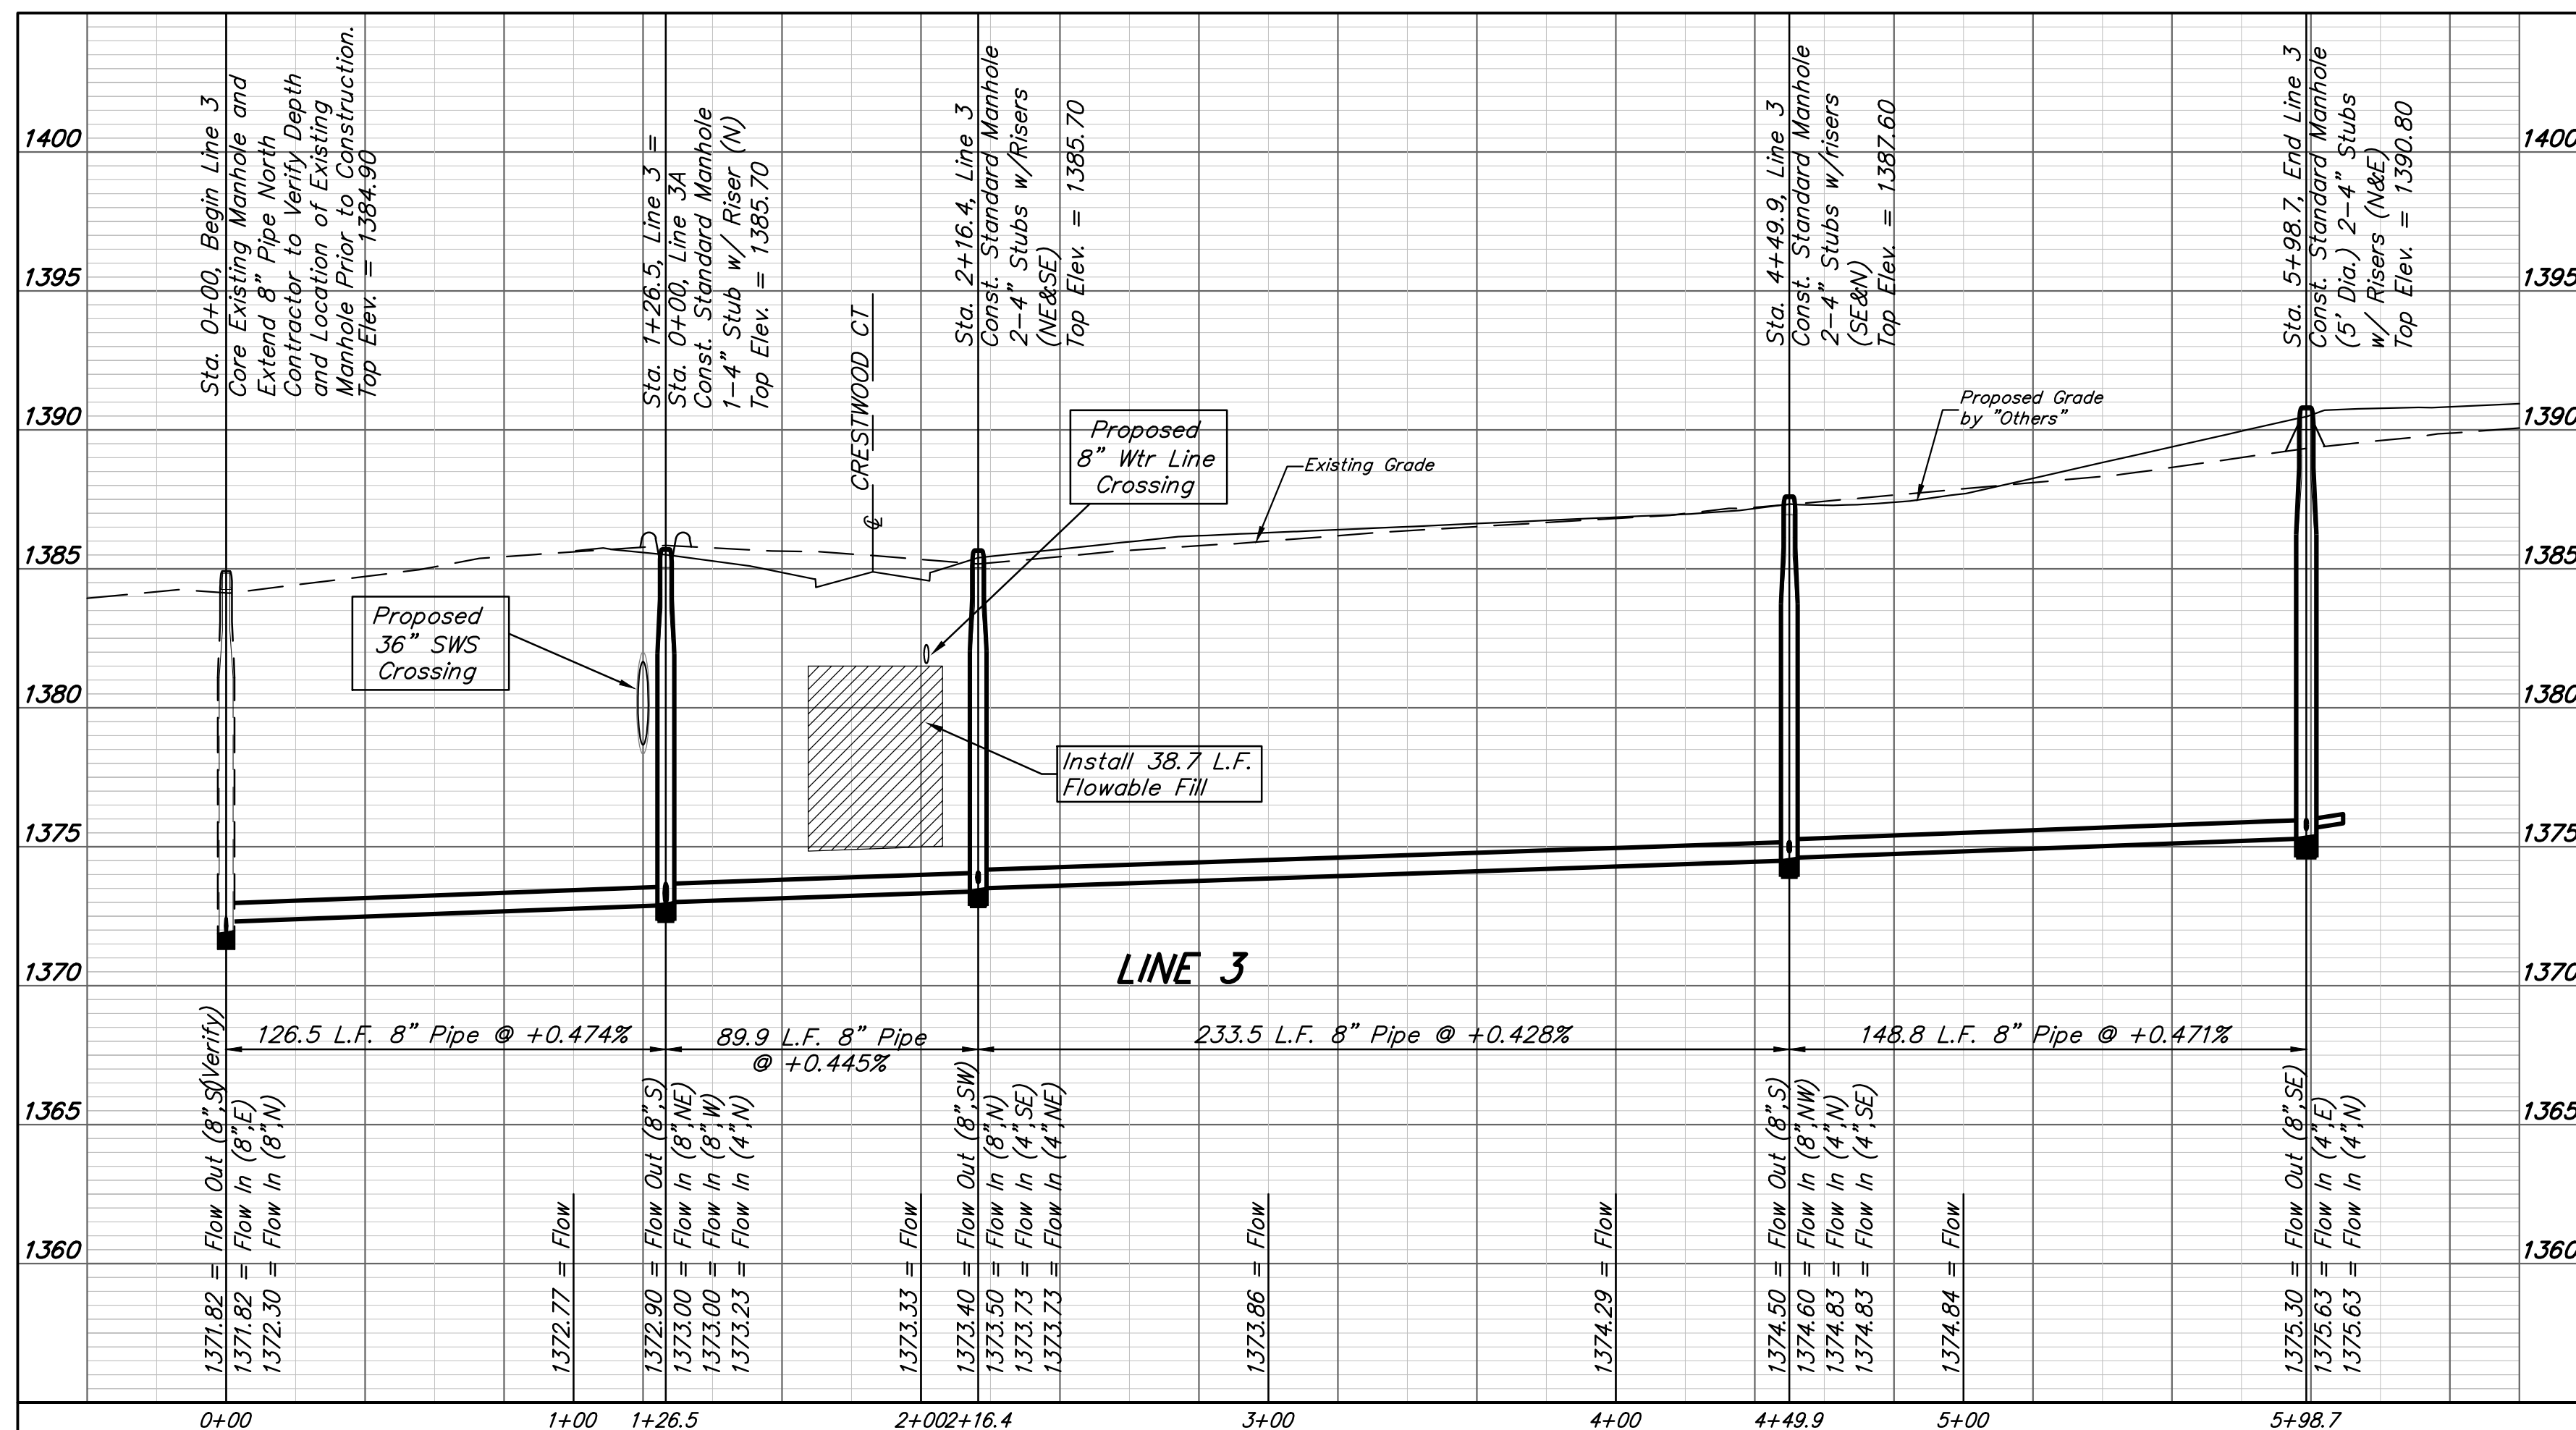 Sta. 0+00, Begin Line 3
Core Existing Manhole and
Extend 8" Pipe North
Contractor to Verify Depth
and Location of Existing
Manhole Prior to Construction.
Top Elev. = 1384.90
Sta. 1+26.5, Line 3 =
Sta. 0+00, Line 3A
Const. Standard Manhole
1-4" Stub w/ Riser (N)
Top Elev. = 1385.70
CRESTWOOD CT
℄
Sta. 2+16.4, Line 3
Const. Standard Manhole
2-4" Stubs w/Risers
(NE&SE)
Top Elev. = 1385.70
Sta. 4+49.9, Line 3
Const. Standard Manhole
2-4" Stubs w/risers
(SE&N)
Top Elev. = 1387.60
Sta. 5+98.7, End Line 3
Const. Standard Manhole
(5' Dia.) 2-4" Stubs
w/ Risers (N&E)
Top Elev. = 1390.80
1400
1395
1390
1385
1380
1375
1370
1365
1360
1400
1395
1390
1385
1380
1375
1370
1365
1360
Proposed
36" SWS
Crossing
Proposed
8" Wtr Line
Crossing
Existing Grade
Proposed Grade
by "Others"
Install 38.7 L.F.
Flowable Fill
LINE 3
126.5 L.F. 8" Pipe @ +0.474%
89.9 L.F. 8" Pipe
@ +0.445%
233.5 L.F. 8" Pipe @ +0.428%
148.8 L.F. 8" Pipe @ +0.471%
1371.82 = Flow Out (8",S)(Verify)
1371.82 = Flow In (8",E)
1372.30 = Flow In (8",N)
1372.77 = Flow
1372.90 = Flow Out (8",S)
1373.00 = Flow In (8",NE)
1373.00 = Flow In (8",W)
1373.23 = Flow In (4",N)
1373.33 = Flow
1373.40 = Flow Out (8",SW)
1373.50 = Flow In (8",N)
1373.73 = Flow In (4",SE)
1373.73 = Flow In (4",NE)
1373.86 = Flow
1374.29 = Flow
1374.50 = Flow Out (8",S)
1374.60 = Flow In (8",NW)
1374.83 = Flow In (4",N)
1374.83 = Flow In (4",SE)
1374.84 = Flow
1375.30 = Flow Out (8",SE)
1375.63 = Flow In (4",E)
1375.63 = Flow In (4",N)
0+00
1+00
1+26.5
2+00
2+16.4
3+00
4+00
4+49.9
5+00
5+98.7